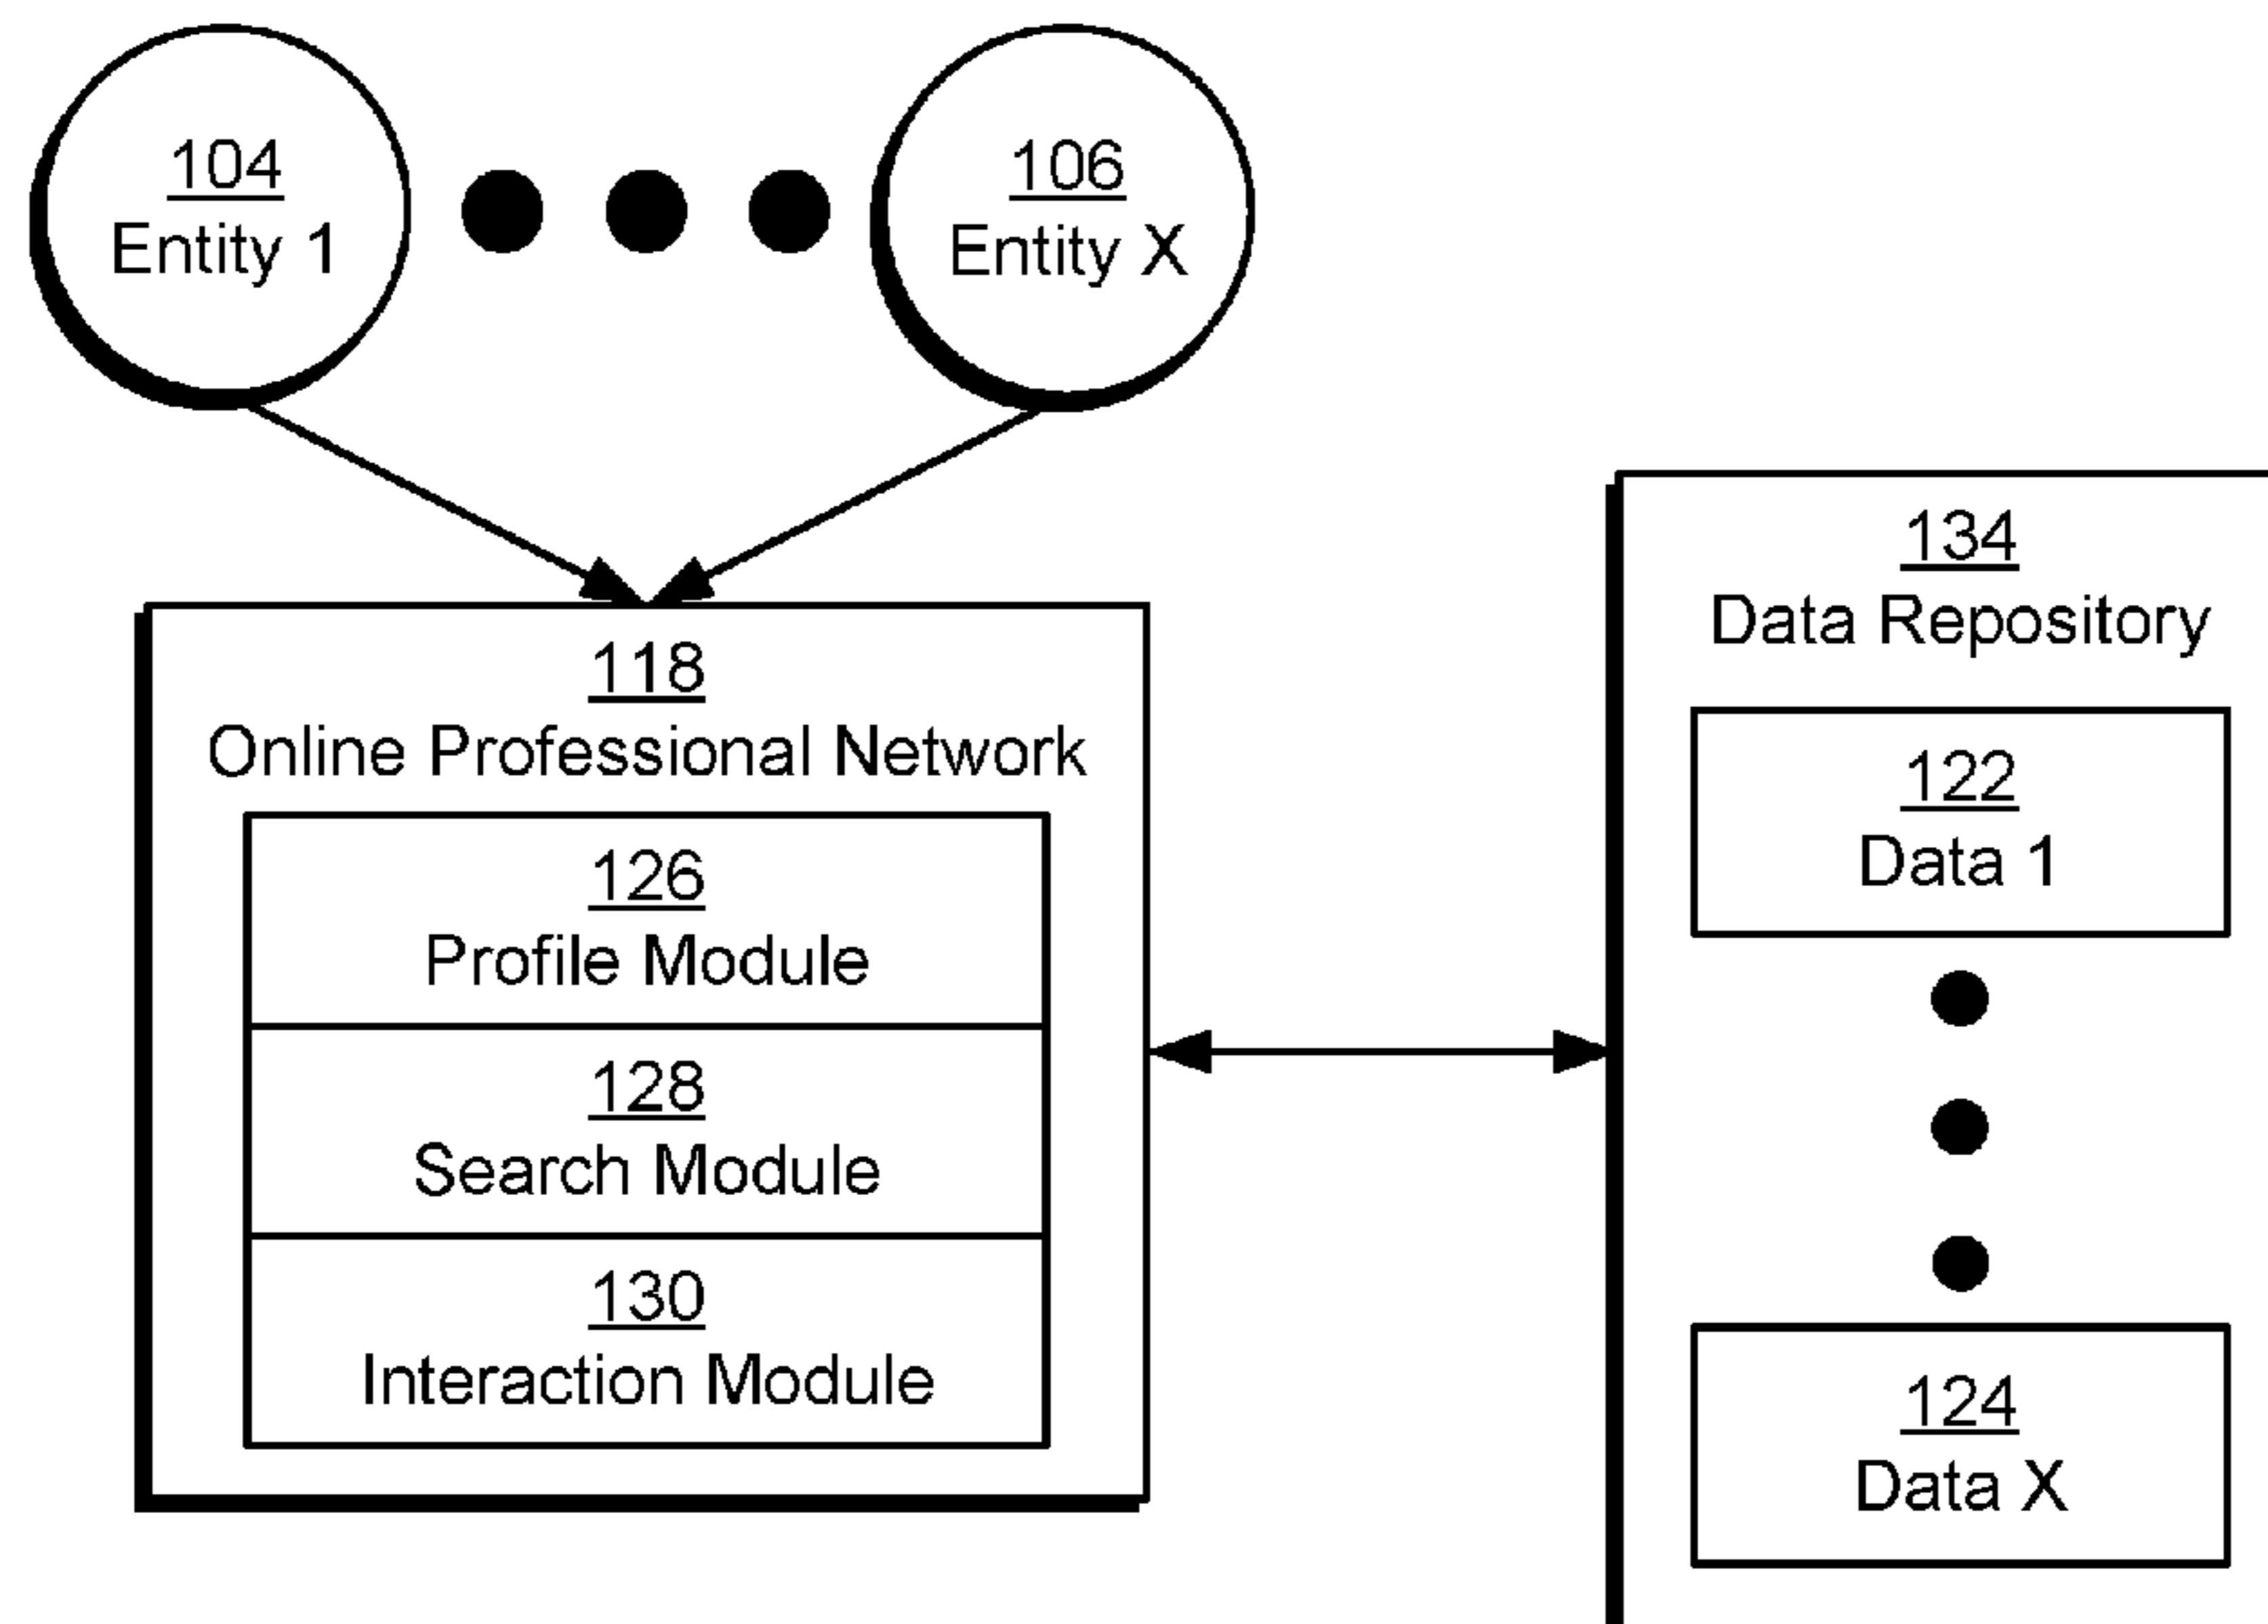 104
Entity 1
106
Entity X
118
Online Professional Network
126
Profile Module
128
Search Module
130
Interaction Module
134
Data Repository
122
Data 1
124
Data X